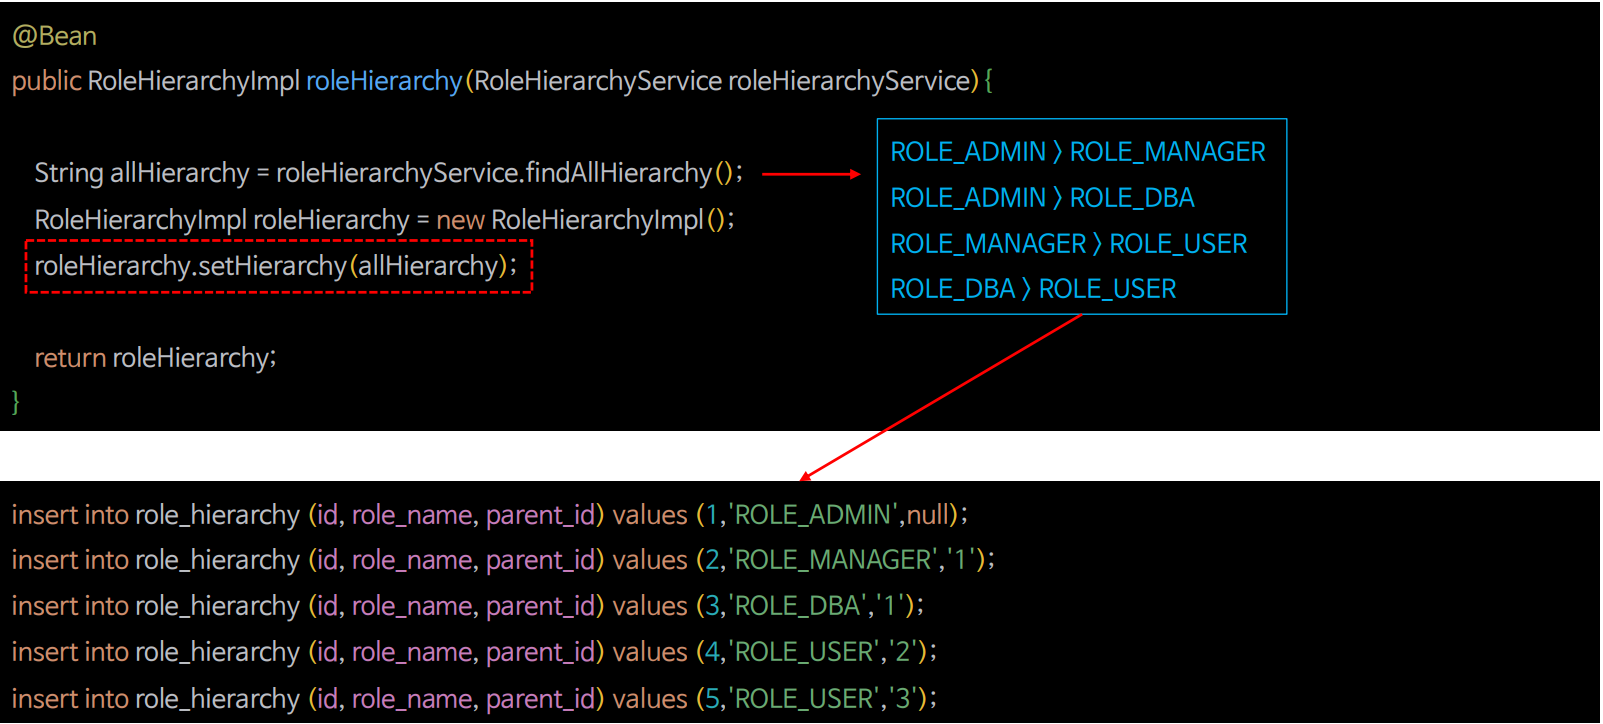 @Bean
public RoleHierarchyImpl roleHierarchy(RoleHierarchyService roleHierarchyService){
String allHierarchy = roleHierarchyService.findAllHierarchy();
RoleHierarchyImpl roleHierarchy = new RoleHierarchyImpl();
roleHierarchy.setHierarchy(allHierarchy);
return roleHierarchy;
}
ROLE_ADMIN > ROLE_MANAGER
ROLE_ADMIN > ROLE_DBA
ROLE_MANAGER > ROLE_USER
ROLE_DBA > ROLE_USER
insert into role_hierarchy (id, role_name, parent_id) values (1,'ROLE_ADMIN',null);
insert into role_hierarchy (id, role_name, parent_id) values (2,'ROLE_MANAGER','1');
insert into role_hierarchy (id, role_name, parent_id) values (3,'ROLE_DBA','1');
insert into role_hierarchy (id, role_name, parent_id) values (4,'ROLE_USER','2');
insert into role_hierarchy (id, role_name, parent_id) values (5,'ROLE_USER','3');